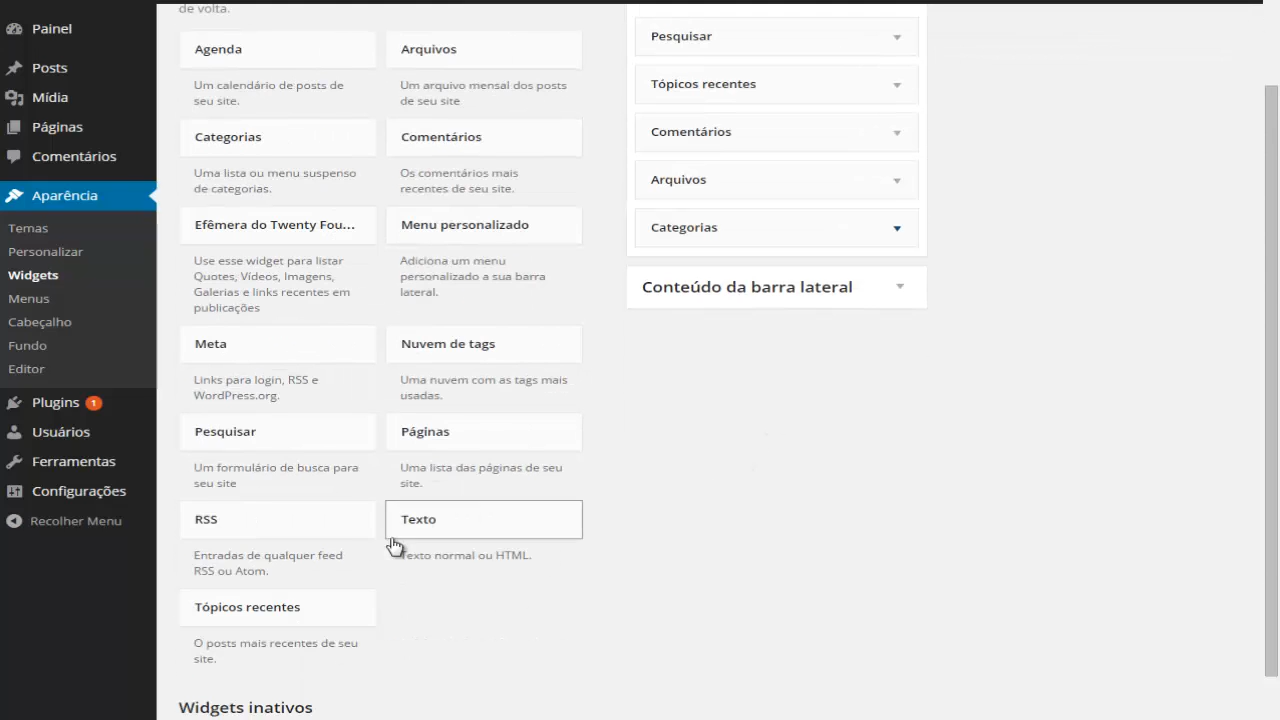 Painel
Posts
Mídia
Páginas
Comentários
Aparência
Temas
Personalizar
Widgets
Menus
Cabeçalho
Fundo
Editor
Plugins 1
Usuários
Ferramentas
Configurações
Recolher Menu
de volta.
Agenda
Um calendário de posts de
seu site.
Arquivos
Um arquivo mensal dos posts
de seu site
Categorias
Uma lista ou menu suspenso
de categorias.
Comentários
Os comentários mais
recentes de seu site.
Efêmera do Twenty Fou...
Use esse widget para listar
Quotes, Vídeos, Imagens,
Galerias e links recentes em
publicações
Menu personalizado
Adiciona um menu
personalizado a sua barra
lateral.
Meta
Links para login, RSS e
WordPress.org.
Nuvem de tags
Uma nuvem com as tags mais
usadas.
Pesquisar
Um formulário de busca para
seu site
Páginas
Uma lista das páginas de seu
site.
RSS
Entradas de qualquer feed
RSS ou Atom.
Texto
Texto normal ou HTML.
Tópicos recentes
O posts mais recentes de seu
site.
Widgets inativos
Pesquisar
Tópicos recentes
Comentários
Arquivos
Categorias
Conteúdo da barra lateral